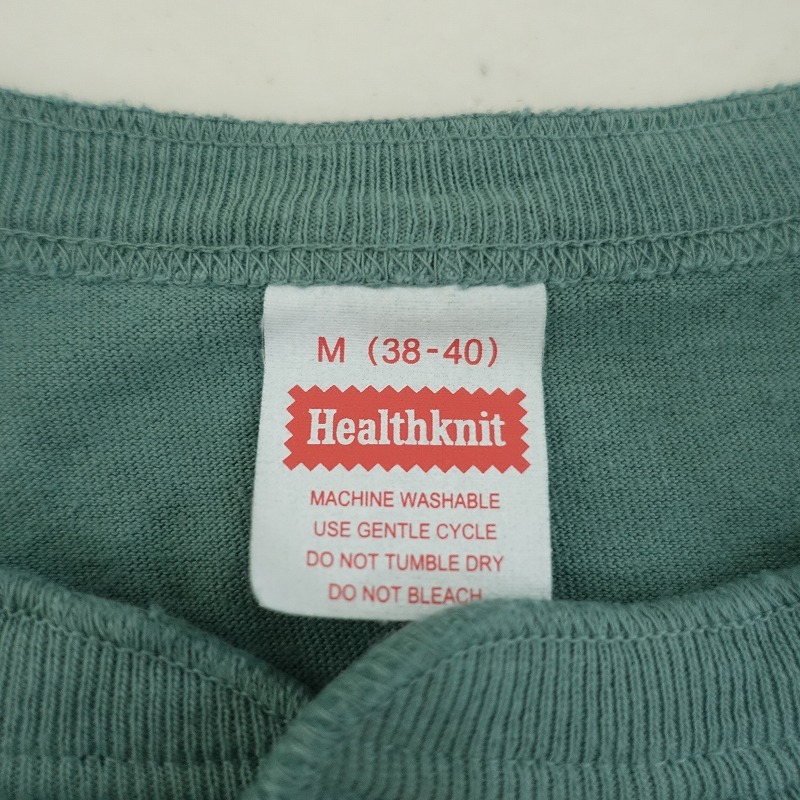 M (38-40)
Healthknit
MACHINE WASHABLE
USE GENTLE CYCLE
DO NOT TUMBLE DRY
DO NOT BLEACH